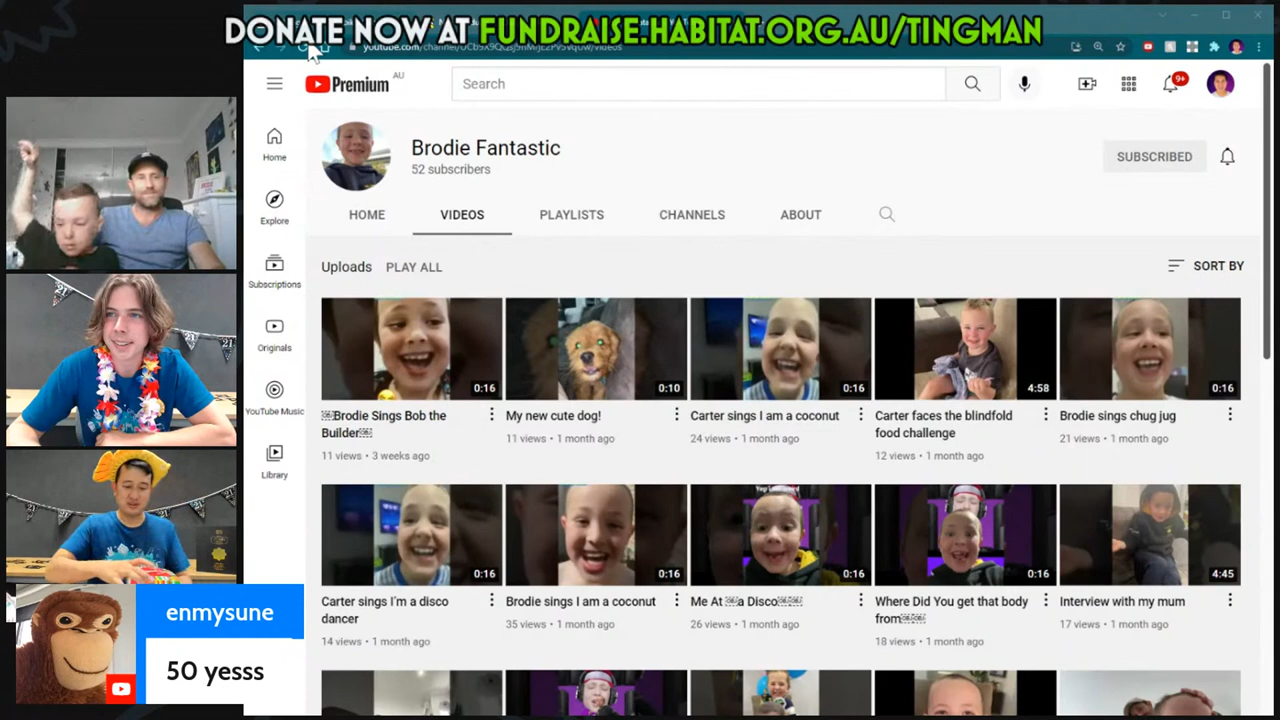 DONATE NOW AT FUNDRAISE.HABITAT.ORG.AU/TINGMAN
Premium AU
Search
9+
Home
Explore
Subscriptions
Originals
YouTube Music
Library
Brodie Fantastic
52 subscribers
SUBSCRIBED
HOME VIDEOS PLAYLISTS CHANNELS ABOUT
Uploads PLAY ALL
SORT BY
0:16 0:10 0:16 4:58 0:16
Brodie Sings Bob the
Builder
11 views • 3 weeks ago
My new cute dog!
11 views • 1 month ago
Carter sings I am a coconut
24 views • 1 month ago
Carter faces the blindfold
food challenge
12 views • 1 month ago
Brodie sings chug jug
21 views • 1 month ago
0:16 0:16 0:16 0:16 4:45
Carter sings I'm a disco
dancer
14 views • 1 month ago
Brodie sings I am a coconut
35 views • 1 month ago
Me At a Disco
26 views • 1 month ago
Where Did You get that body
from
18 views • 1 month ago
Interview with my mum
17 views • 1 month ago
21
21
enmysune
50 yesss